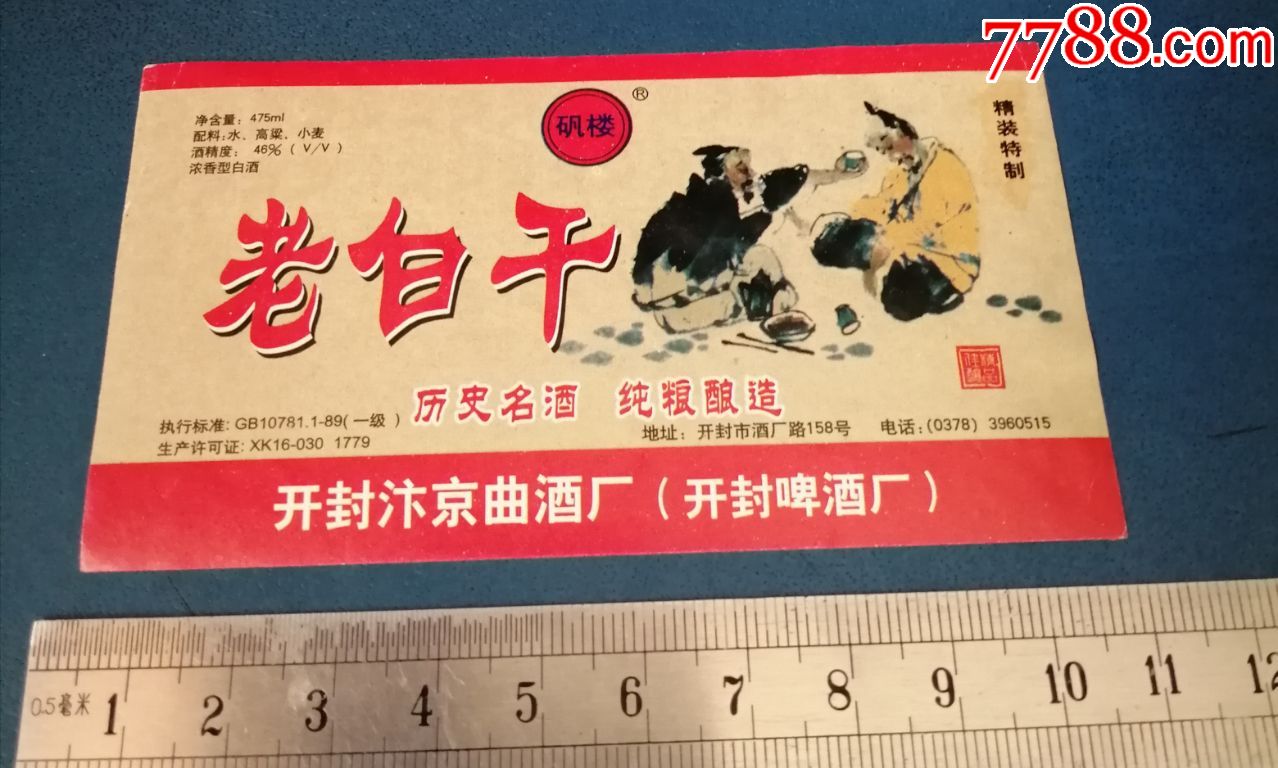 7788.com
净含量：475ml
配料:水、高粱、小麦
酒精度：46%（V/V）
浓香型白酒
矾楼
®
精装特制
老白干
历史名酒 纯粮酿造
执行标准: GB10781.1-89(一级)
生产许可证: XK16-030 1779
地址：开封市酒厂路158号 电话：(0378) 3960515
开封汴京曲酒厂（开封啤酒厂）
0.5毫米 1 2 3 4 5 6 7 8 9 10 11 12